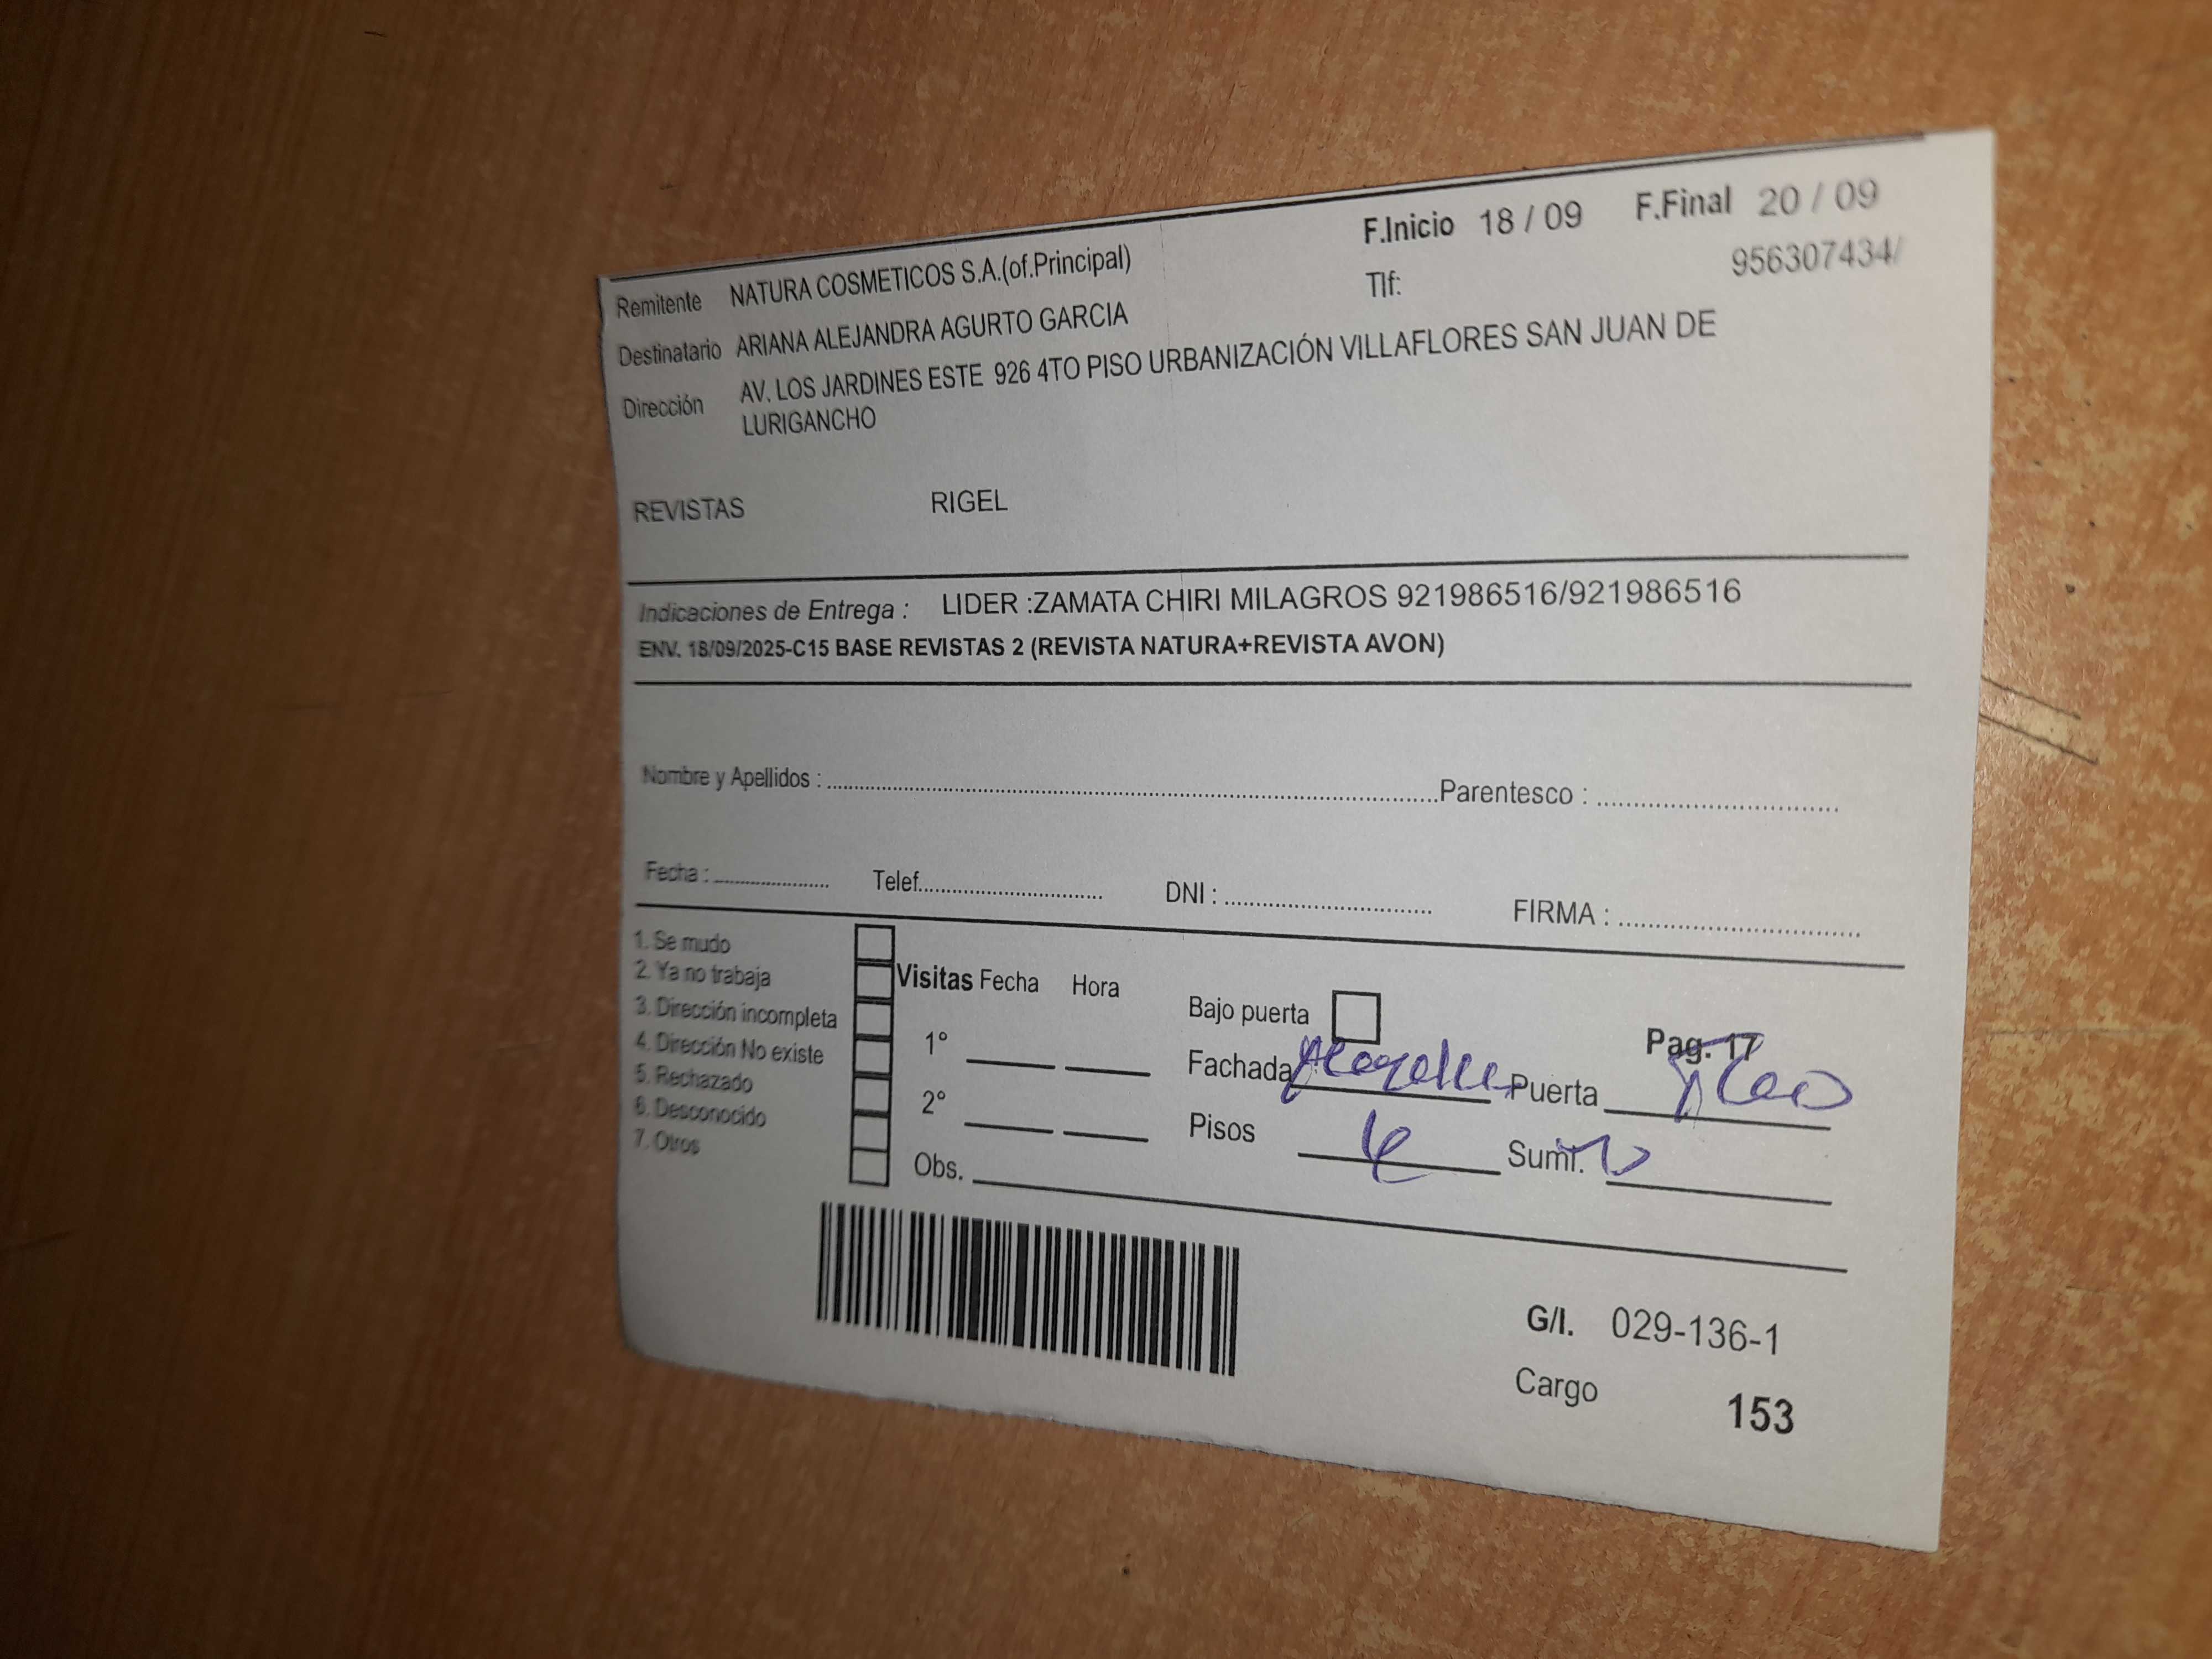 F.Inicio 18 / 09 F.Final 20 / 09
Remitente NATURA COSMETICOS S.A.(of.Principal)
Tlf: 956307434/
Destinatario ARIANA ALEJANDRA AGURTO GARCIA
Dirección AV. LOS JARDINES ESTE 926 4TO PISO URBANIZACIÓN VILLAFLORES SAN JUAN DE
LURIGANCHO
REVISTAS RIGEL
Indicaciones de Entrega : LIDER :ZAMATA CHIRI MILAGROS 921986516/921986516
ENV. 18/09/2025-C15 BASE REVISTAS 2 (REVISTA NATURA+REVISTA AVON)
Nombre y Apellidos : Parentesco :
Fecha : Telef. DNI : FIRMA :
1. Se mudo
2. Ya no trabaja
3. Dirección incompleta
4. Dirección No existe
5. Rechazado
6. Desconocido
7. Otros
Visitas Fecha Hora
1°
2°
Obs.
Bajo puerta
Pag. 17
Fachada Puerta
Pisos 4 Sumi.
G/I. 029-136-1
Cargo 153